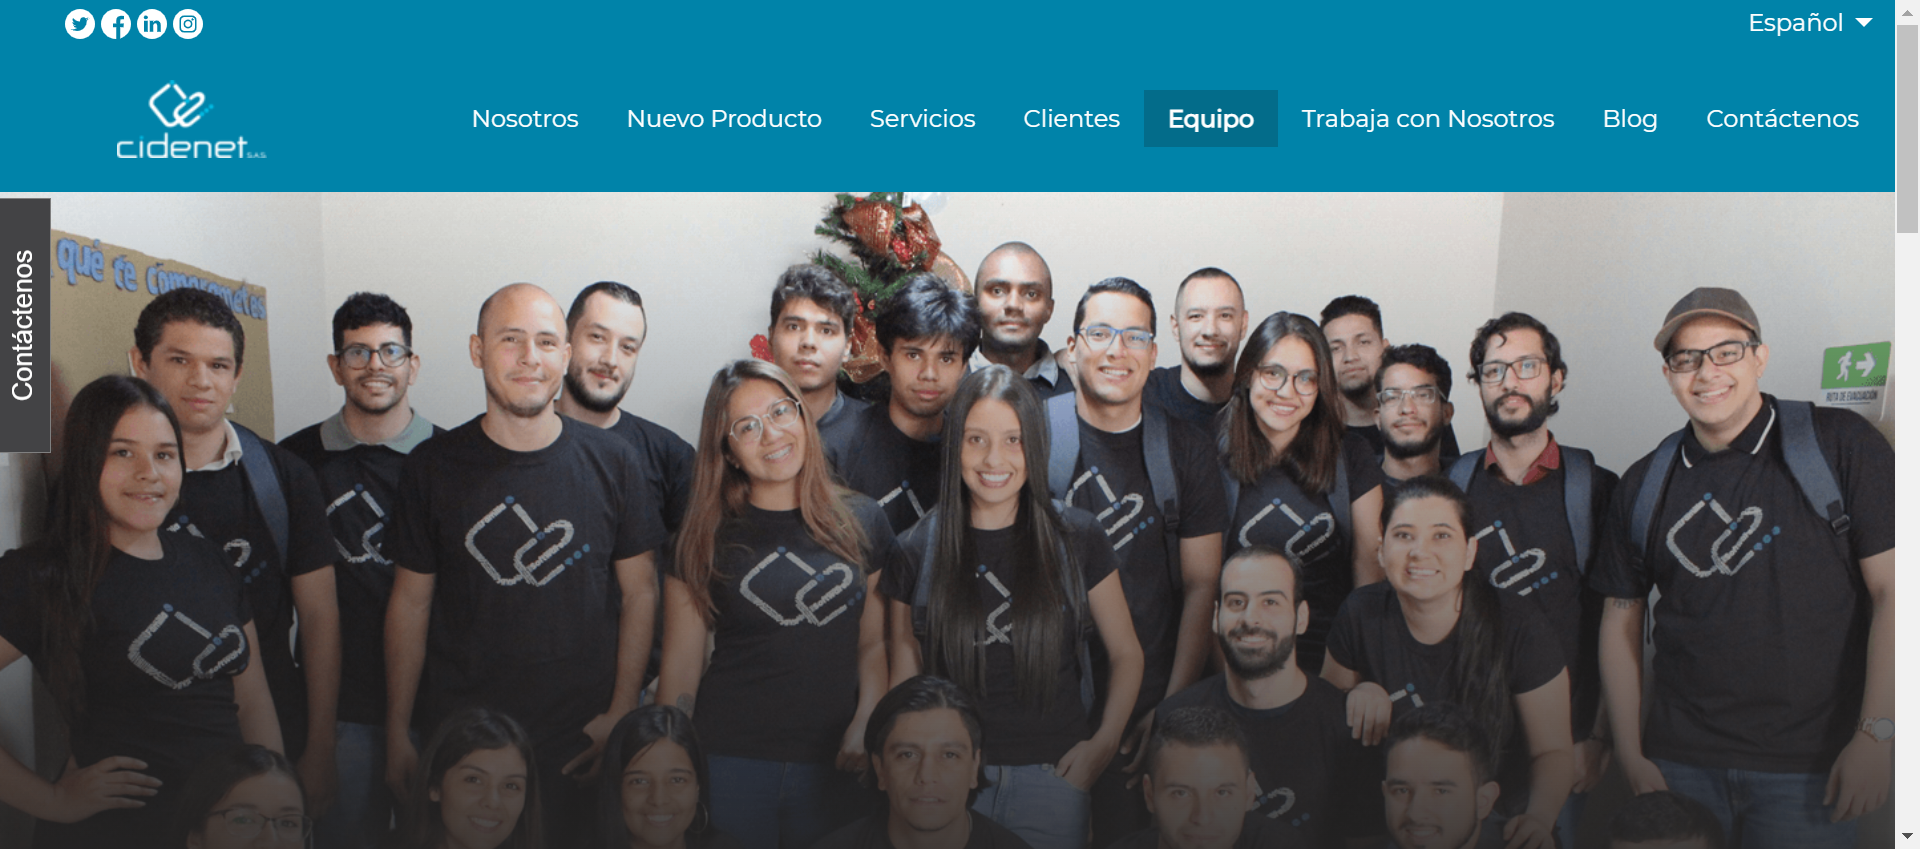 Español
cidenet S.A.S.
Nosotros
Nuevo Producto
Servicios
Clientes
Equipo
Trabaja con Nosotros
Blog
Contáctenos
Contáctenos
qué te comprometes
RUTA DE EVACUACIÓN